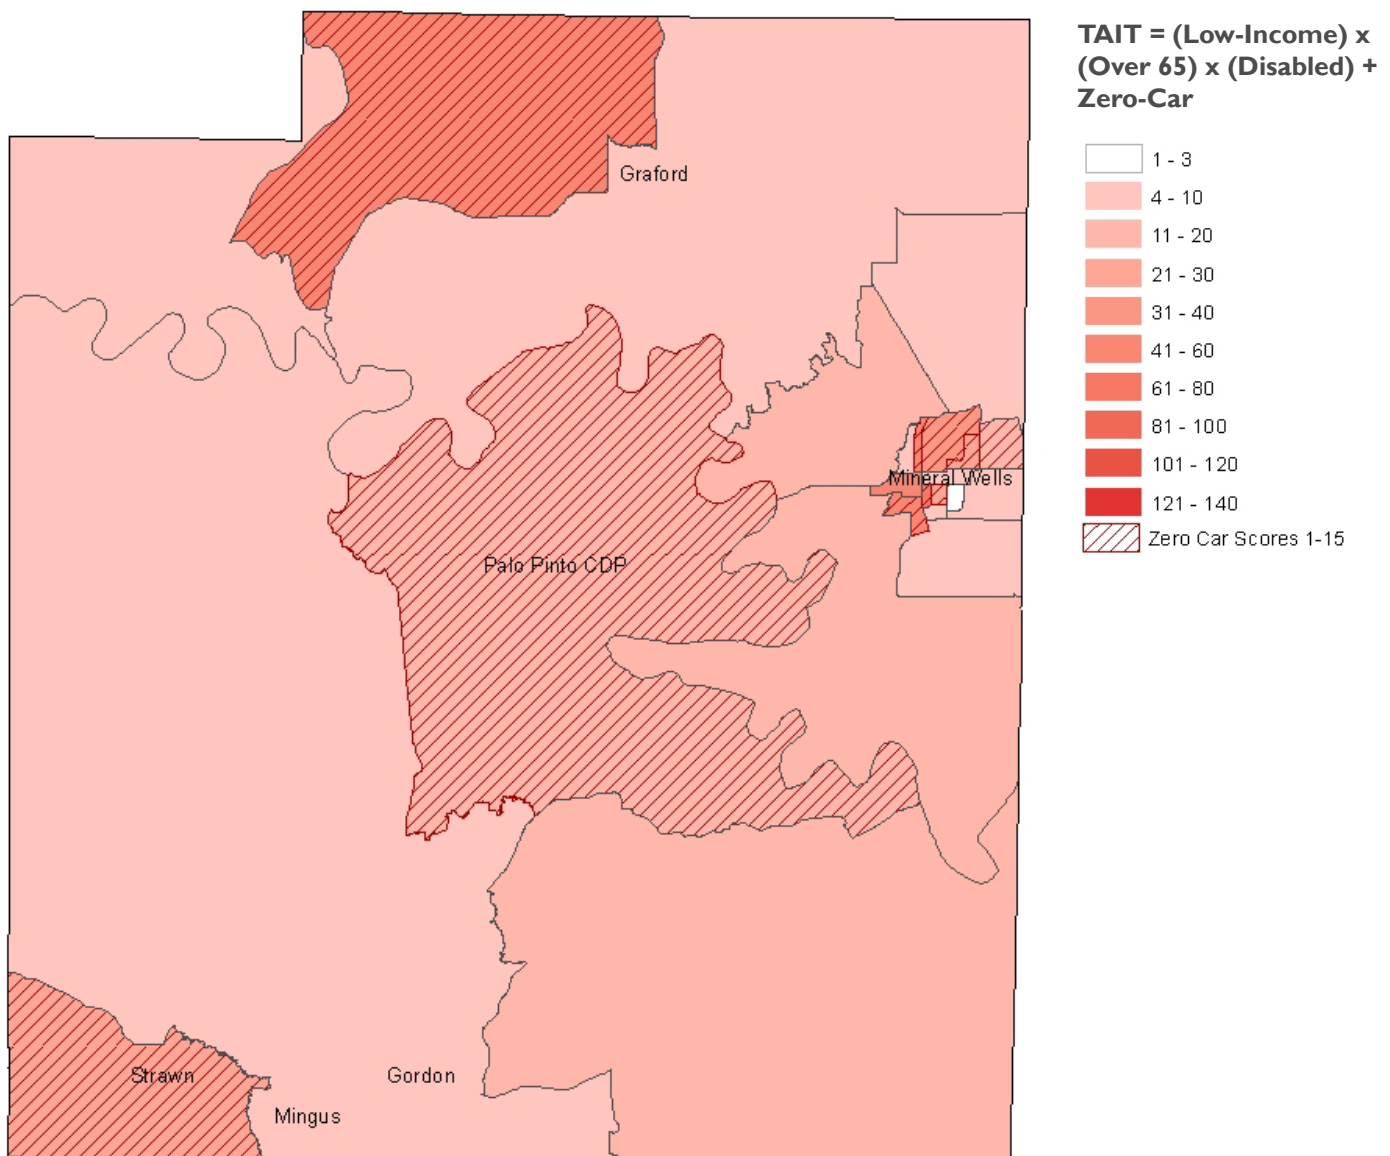 TAIT = (Low-Income) x
(Over 65) x (Disabled) +
Zero-Car
1 - 3
4 - 10
11 - 20
21 - 30
31 - 40
41 - 60
61 - 80
81 - 100
101 - 120
121 - 140
Zero Car Scores 1-15
Graford
Mineral Wells
Palo Pinto CDP
Strawn
Gordon
Mingus